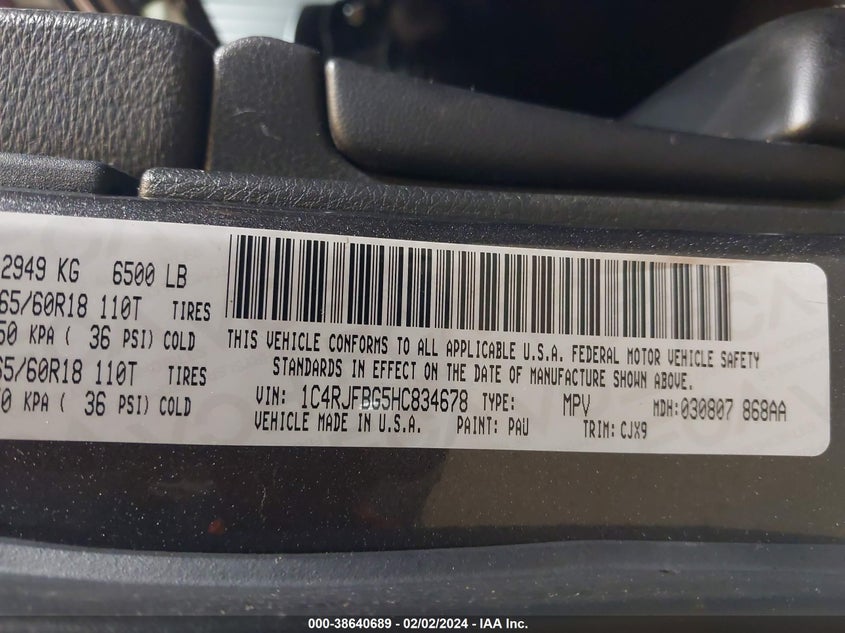 2949 KG 6500 LB
65/60R18 110T TIRES
50 KPA ( 36 PSI) COLD
65/60R18 110T TIRES
0 KPA ( 36 PSI) COLD
THIS VEHICLE CONFORMS TO ALL APPLICABLE U.S.A. FEDERAL MOTOR VEHICLE SAFETY
STANDARDS IN EFFECT ON THE DATE OF MANUFACTURE SHOWN ABOVE.
VIN: 1C4RJFBG5HC834678 TYPE: MPV MDH:030807 868AA
VEHICLE MADE IN U.S.A. PAINT: PAU TRIM: CJX9
000-38640689 - 02/02/2024 - IAA Inc.